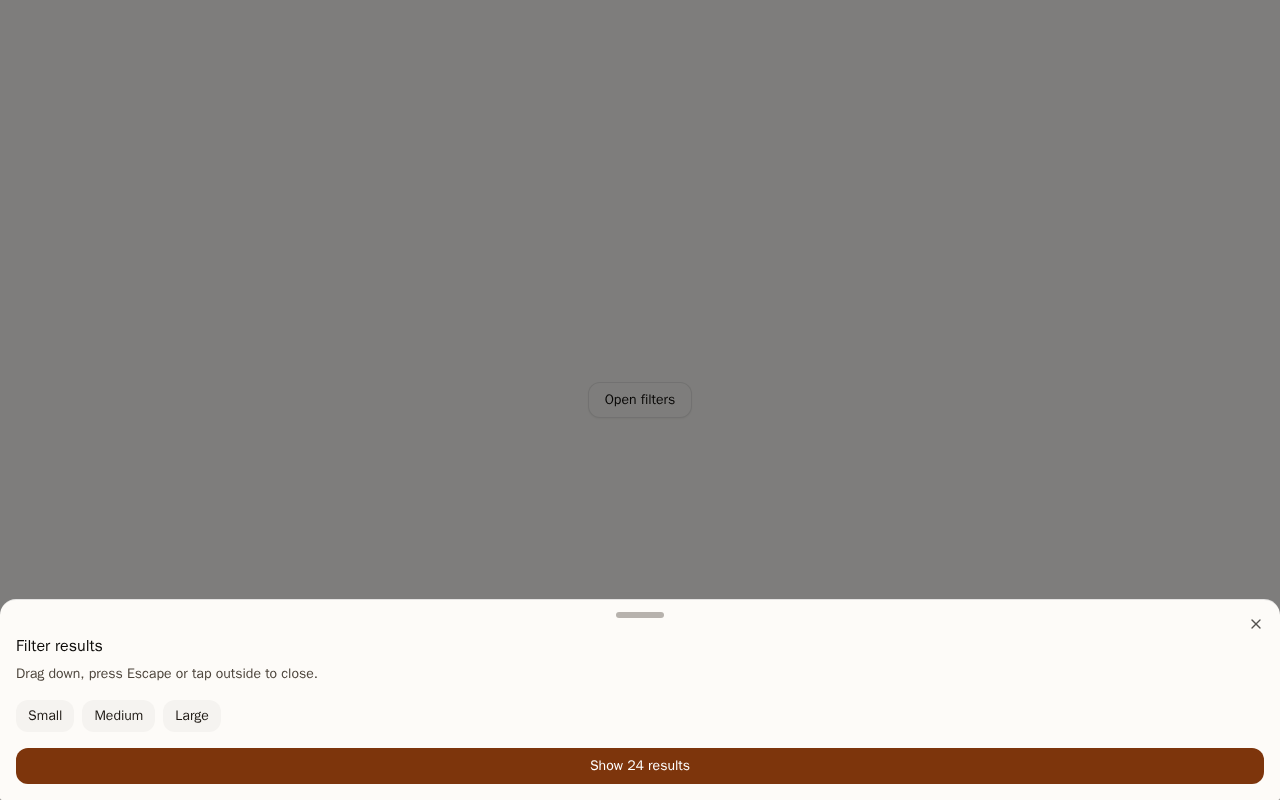 Open filters
Filter results
Drag down, press Escape or tap outside to close.
Small
Medium
Large
Show 24 results